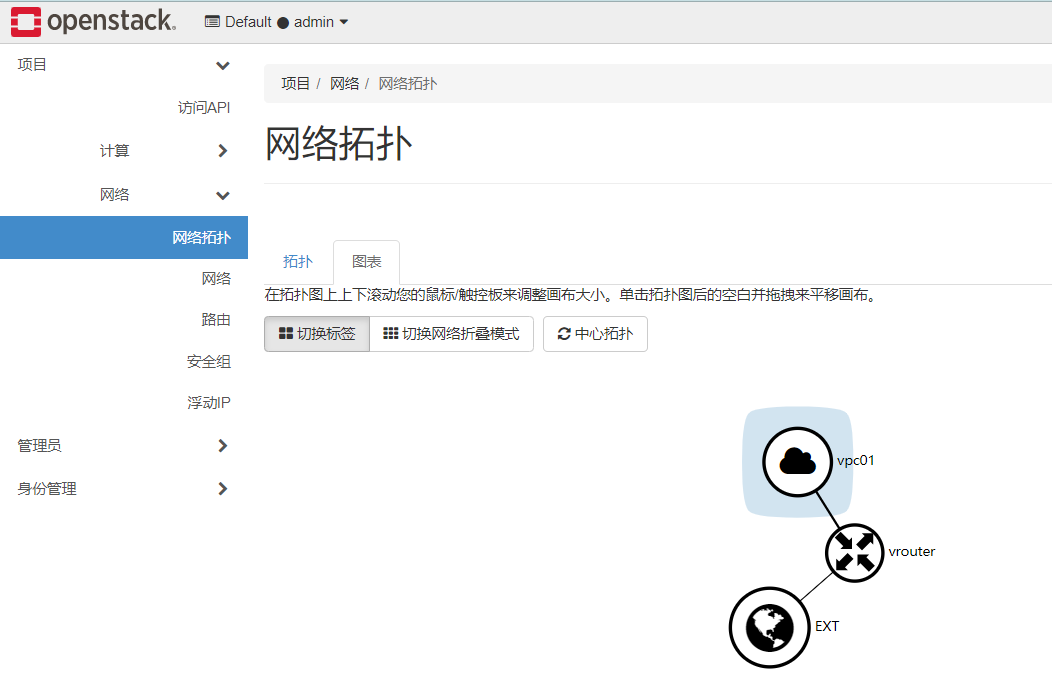 openstack. Default ● admin
项目
访问API
计算
网络
网络拓扑
网络
路由
安全组
浮动IP
管理员
身份管理
项目 / 网络 / 网络拓扑
网络拓扑
拓扑 图表
在拓扑图上上下滚动您的鼠标/触控板来调整画布大小。单击拓扑图后的空白并拖拽来平移画布。
切换标签 切换网络折叠模式 中心拓扑
vpc01
vrouter
EXT